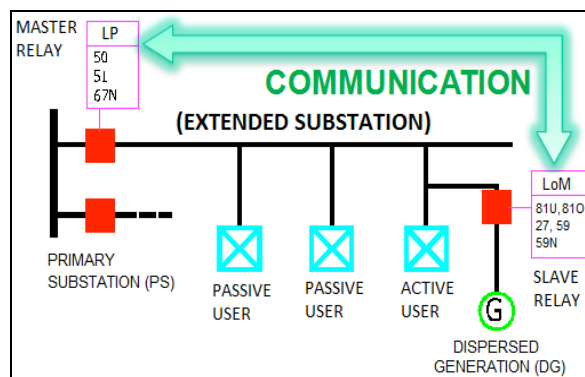 MASTER
RELAY
LP
50
51
67N
COMMUNICATION
(EXTENDED SUBSTATION)
LoM
81U,81O
27, 59
59N
SLAVE
RELAY
PRIMARY
SUBSTATION (PS)
PASSIVE
USER
PASSIVE
USER
ACTIVE
USER
G
DISPERSED
GENERATION (DG)